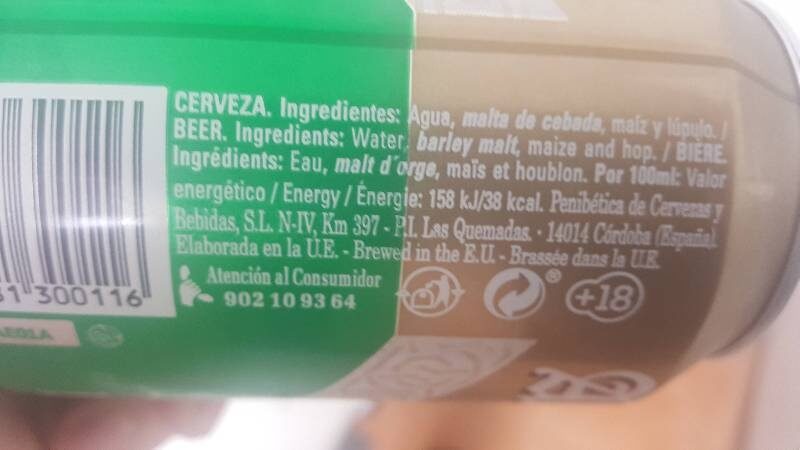 CERVEZA. Ingredientes: Agua, malta de cebada, maíz y lúpulo. /
BEER. Ingredients: Water, barley malt, maize and hop. / BIÈRE.
Ingrédients: Eau, malt d'orge, maïs et houblon. Por 100ml: Valor
energético / Energy / Énergie: 158 kJ/38 kcal. Penibética de Cervezas y
Bebidas, S.L. N-IV, Km 397 - P.I. Las Quemadas. · 14014 Córdoba (España).
Elaborada en la U.E. - Brewed in the E.U. - Brassée dans la U.E.
Atención al Consumidor
902 10 93 64
®
+18
300116